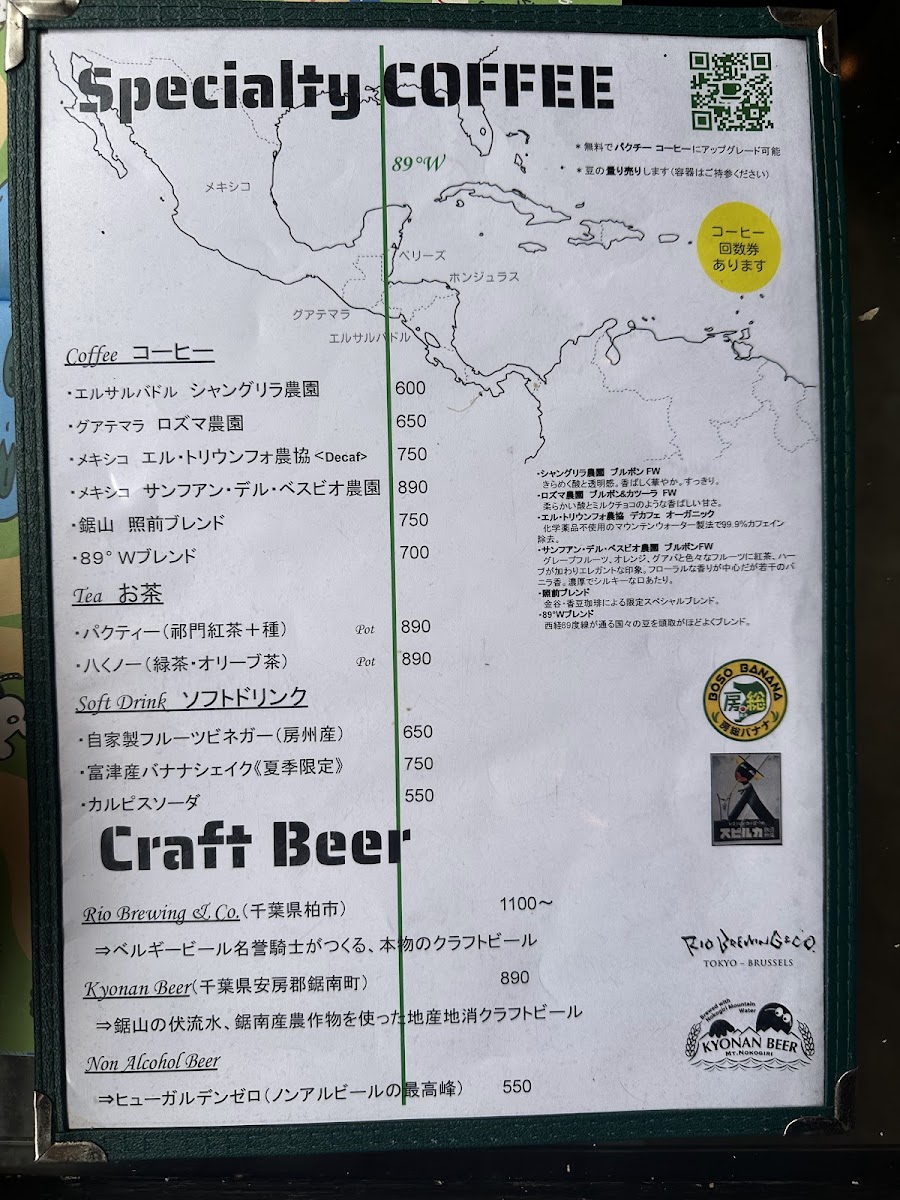 Specialty COFFEE
89°W
*無料でパクチー コーヒーにアップグレード可能
*豆の量り売りします(容器はご持参ください)
メキシコ
コーヒー
回数券
あります
ベリーズ
ホンジュラス
グアテマラ
エルサルバドル
Coffee コーヒー
・エルサルバドル シャングリラ農園 600
・グアテマラ ロズマ農園 650
・メキシコ エル・トリウンフォ農協 <Decaf> 750
・メキシコ サンフアン・デル・ベスビオ農園 890
・鋸山 照前ブレンド 750
・89°Wブレンド 700
・シャングリラ農園 ブルボン FW
きらめく酸と透明感。香ばしく華やか。すっきり。
・ロズマ農園 ブルボン&カツーラ FW
柔らかい酸とミルクチョコのような香ばしい甘さ。
・エル・トリウンフォ農協 デカフェ オーガニック
化学薬品不使用のマウンテンウォーター製法で99.9%カフェイン
除去。
・サンフアン・デル・ベスビオ農園 ブルボンFW
グレープフルーツ、オレンジ、グアバと色々なフルーツに紅茶、ハー
ブが加わりエレガントな印象。フローラルな香りが中心だが若干のバ
ニラ香。濃厚でシルキーな口あたり。
・照前ブレンド
金谷・香豆珈琲による限定スペシャルブレンド。
・89°Wブレンド
西経89度線が通る国々の豆を頭取がほどよくブレンド。
Tea お茶
・パクティー(祁門紅茶+種) Pot 890
・八くノー(緑茶・オリーブ茶) Pot 890
Soft Drink ソフトドリンク
・自家製フルーツビネガー(房州産) 650
・富津産バナナシェイク《夏季限定》 750
・カルピスソーダ 550
BOSO BANANA
房総
房総バナナ
スピルカ
Craft Beer
Rio Brewing & Co.(千葉県柏市) 1100～
⇒ベルギービール名誉騎士がつくる、本物のクラフトビール
RIO BREWING & CO.
TOKYO – BRUSSELS
Kyonan Beer(千葉県安房郡鋸南町) 890
⇒鋸山の伏流水、鋸南産農作物を使った地産地消クラフトビール
Brewed with
Nokogiri Mountain
Water
KYONAN BEER
MT.NOKOGIRI
Non Alcohol Beer
⇒ヒューガルデンゼロ(ノンアルビールの最高峰) 550